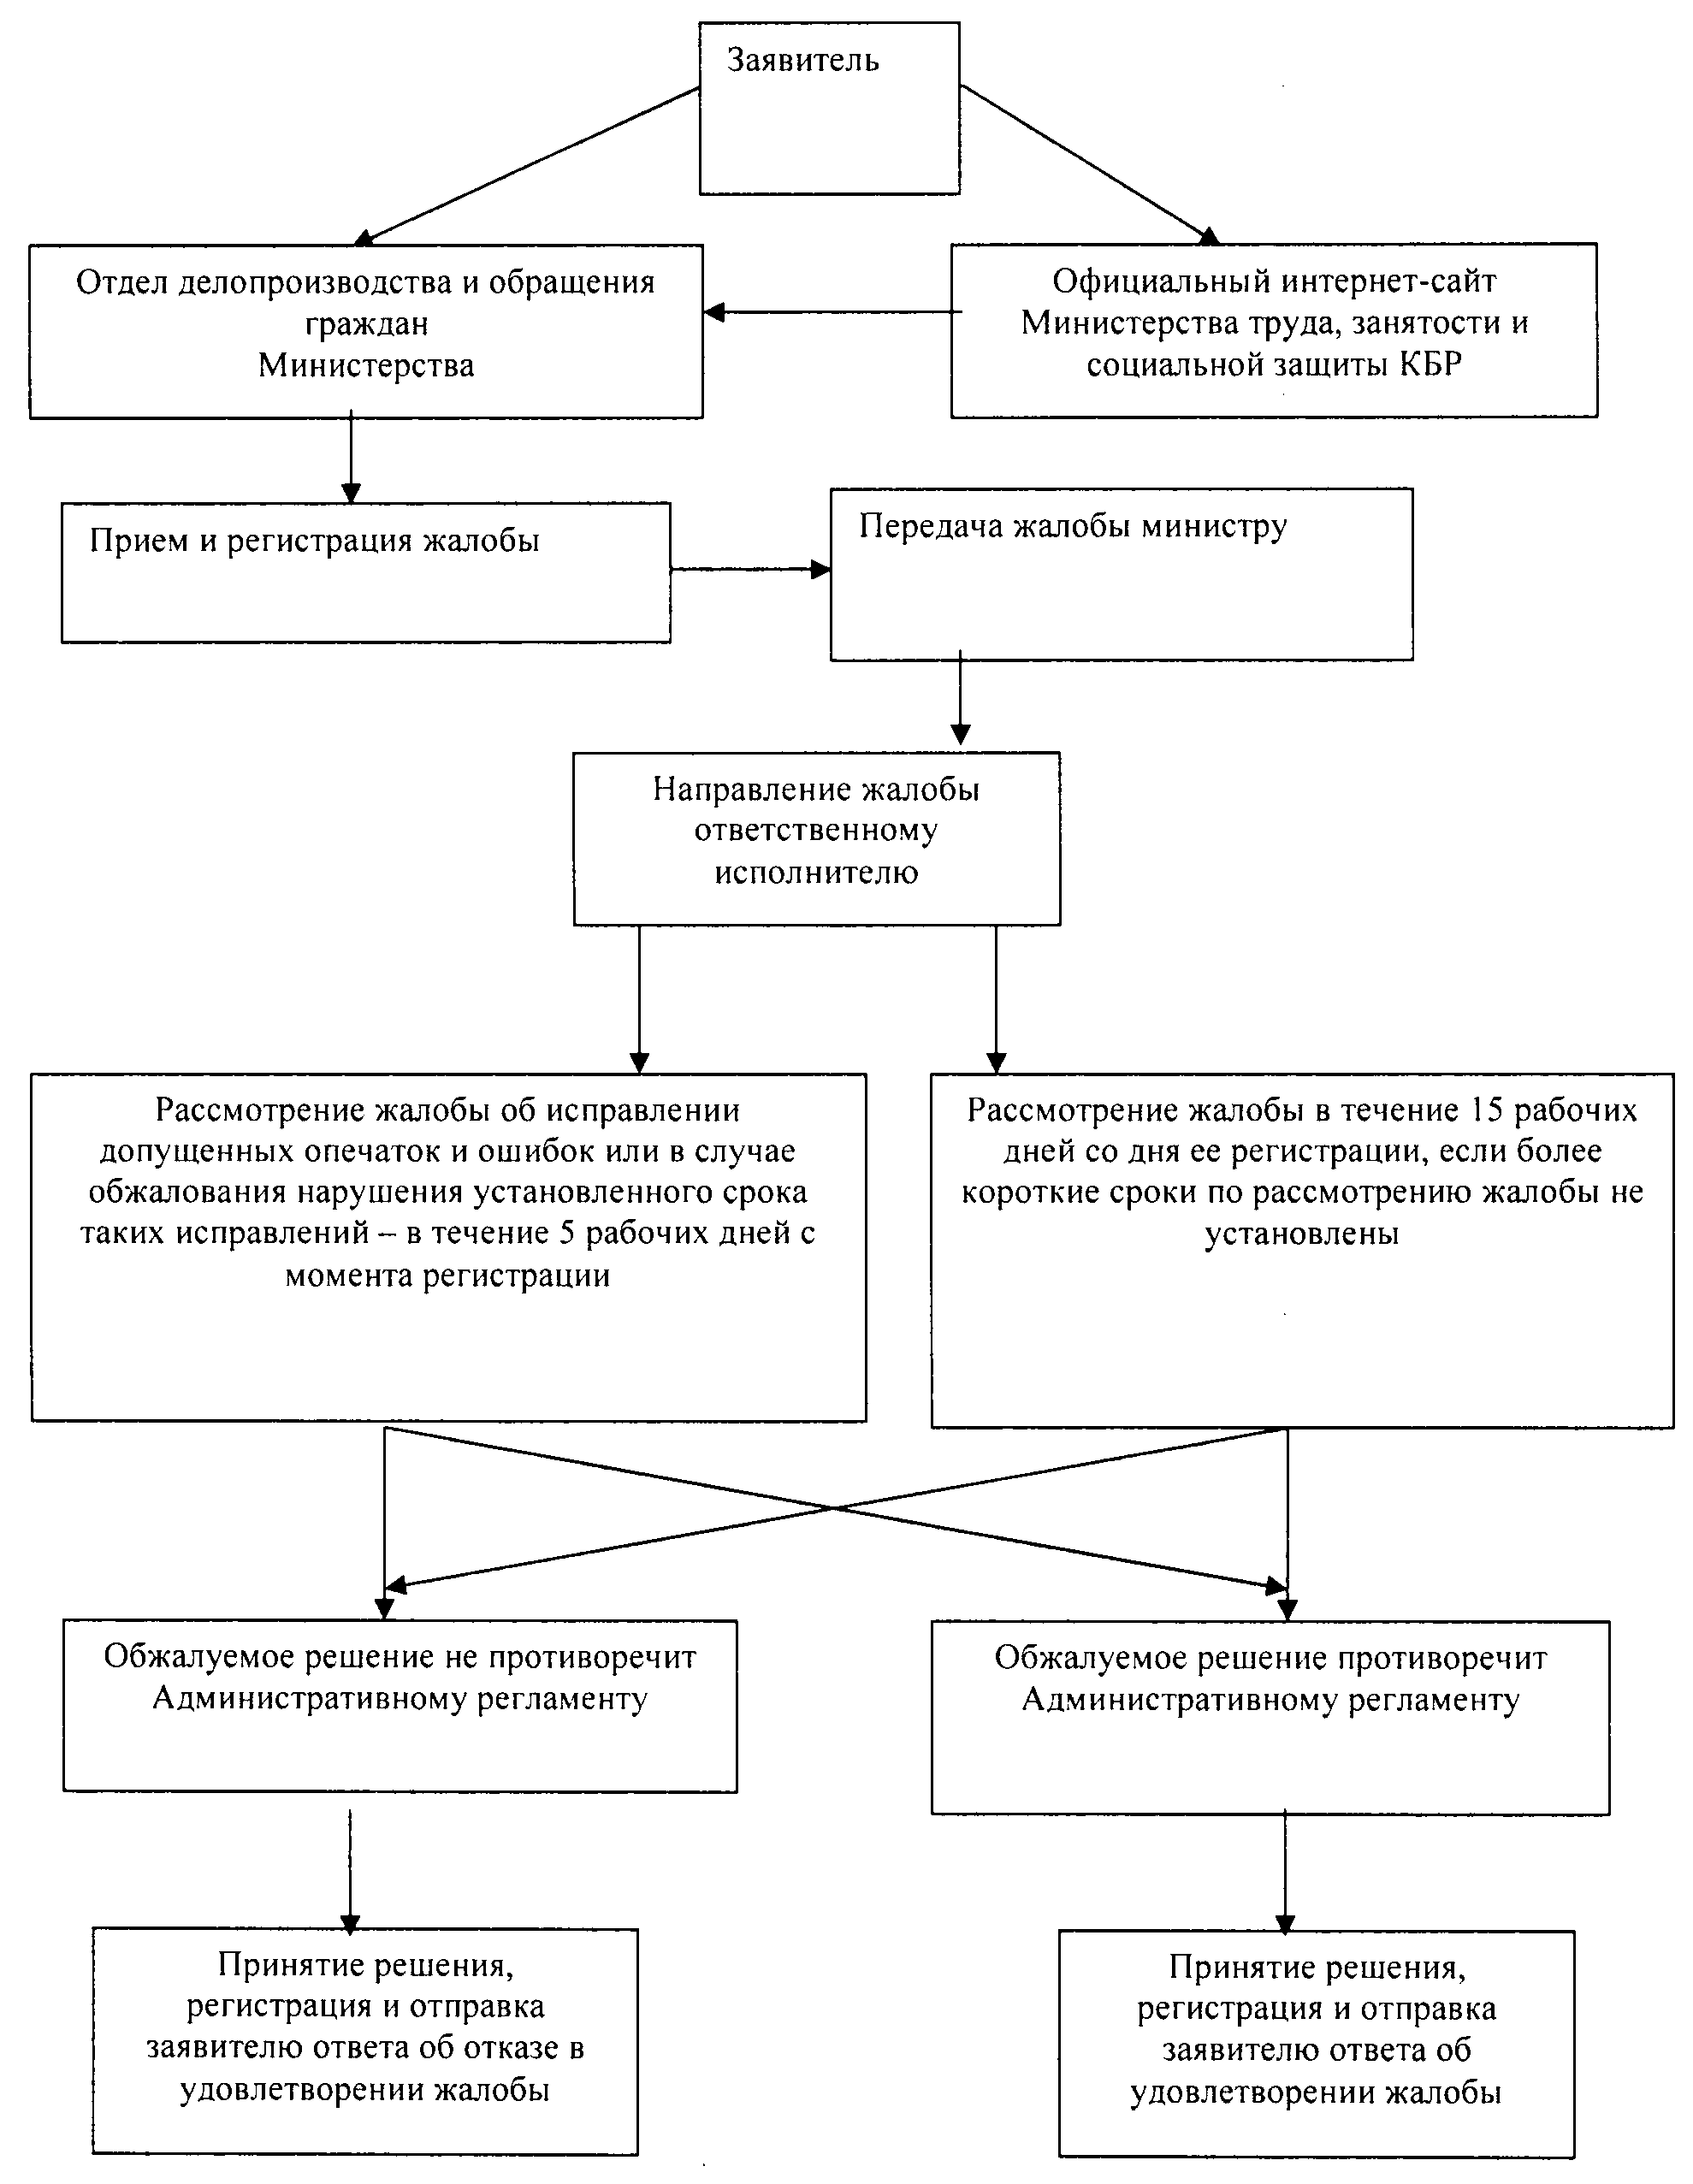 Заявитель
Отдел делопроизводства и обращения
граждан
Министерства
Официальный интернет-сайт
Министерства труда, занятости и
социальной защиты КБР
Прием и регистрация жалобы
Передача жалобы министру
Направление жалобы
ответственному
исполнителю
Рассмотрение жалобы об исправлении
допущенных опечаток и ошибок или в случае
обжалования нарушения установленного срока
таких исправлений – в течение 5 рабочих дней с
момента регистрации
Рассмотрение жалобы в течение 15 рабочих
дней со дня ее регистрации, если более
короткие сроки по рассмотрению жалобы не
установлены
Обжалуемое решение не противоречит
Административному регламенту
Обжалуемое решение противоречит
Административному регламенту
Принятие решения,
регистрация и отправка
заявителю ответа об отказе в
удовлетворении жалобы
Принятие решения,
регистрация и отправка
заявителю ответа об
удовлетворении жалобы